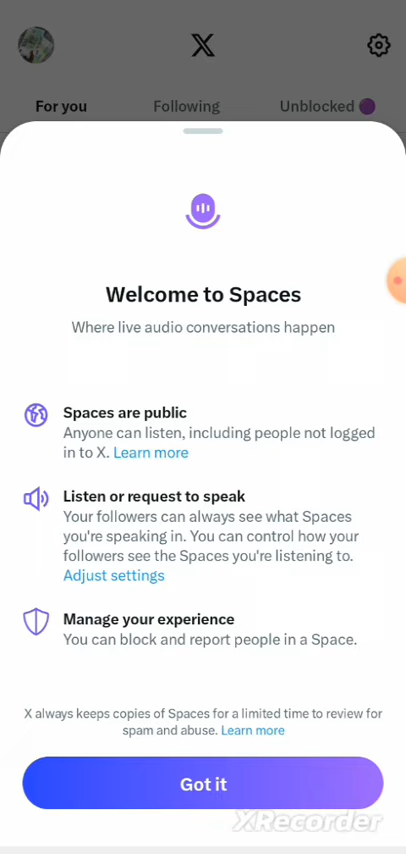 X
For you Following Unblocked
Welcome to Spaces
Where live audio conversations happen
Spaces are public
Anyone can listen, including people not logged
in to X. Learn more
Listen or request to speak
Your followers can always see what Spaces
you're speaking in. You can control how your
followers see the Spaces you're listening to.
Adjust settings
Manage your experience
You can block and report people in a Space.
X always keeps copies of Spaces for a limited time to review for
spam and abuse. Learn more
Got it
XRecorder